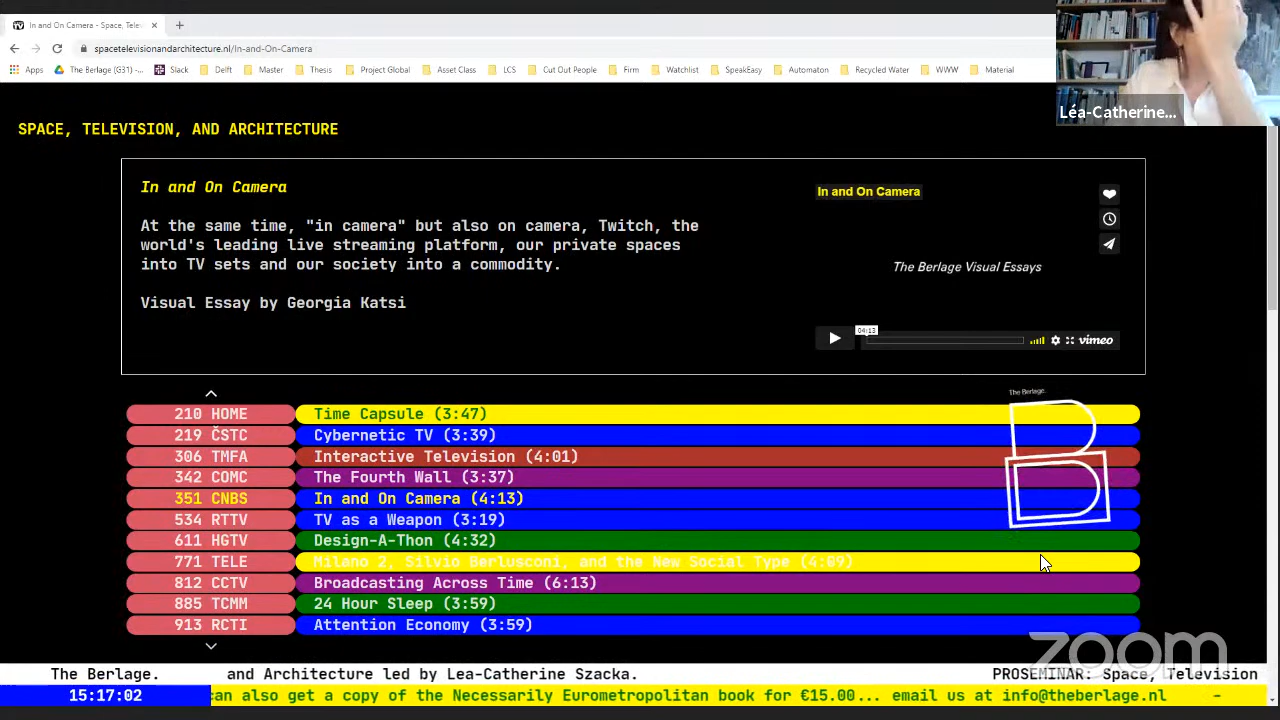 In and On Camera - Space, Tele
spacetelevisionandarchitecture.nl/In-and-On-Camera
Apps The Berlage (G31) -... Slack Delft Master Thesis Project Global Asset Class LCS Cut Out People Firm Watchlist SpeakEasy Automaton Recycled Water WWW Material
Léa-Catherine...
SPACE, TELEVISION, AND ARCHITECTURE
In and On Camera
At the same time, "in camera" but also on camera, Twitch, the
world's leading live streaming platform, our private spaces
into TV sets and our society into a commodity.
Visual Essay by Georgia Katsi
In and On Camera
The Berlage Visual Essays
04:13
vimeo
The Berlage.
210 HOME Time Capsule (3:47)
219 ČSTC Cybernetic TV (3:39)
306 TMFA Interactive Television (4:01)
342 COMC The Fourth Wall (3:37)
351 CNBS In and On Camera (4:13)
534 RTTV TV as a Weapon (3:19)
611 HGTV Design-A-Thon (4:32)
771 TELE Milano 2, Silvio Berlusconi, and the New Social Type (4:09)
812 CCTV Broadcasting Across Time (6:13)
885 TCMM 24 Hour Sleep (3:59)
913 RCTI Attention Economy (3:59)
zoom
The Berlage. and Architecture led by Lea-Catherine Szacka. PROSEMINAR: Space, Television
15:17:02 can also get a copy of the Necessarily Eurometropolitan book for €15.00... email us at info@theberlage.nl -